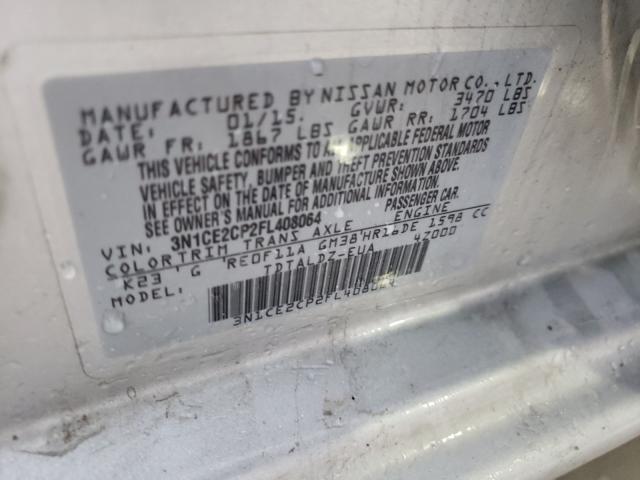 MANUFACTURED BY NISSAN MOTOR CO., LTD.
DATE: 01/15. GVWR: 3470 LBS
GAWR FR: 1867 LBS GAWR RR: 1704 LBS
THIS VEHICLE CONFORMS TO ALL APPLICABLE FEDERAL MOTOR
VEHICLE SAFETY, BUMPER AND THEFT PREVENTION STANDARDS
IN EFFECT ON THE DATE OF MANUFACTURE SHOWN ABOVE.
SEE OWNER'S MANUAL FOR ADDITIONAL INFORMATION.
VIN: 3N1CE2CP2FL408064 PASSENGER CAR.
COLOR TRIM TRANS AXLE ENGINE
K23 G RE0F11A GM38 HR16DE 1598 CC
MODEL: TDTALDZ-EUA 42000
3N1CE2CP2FL408064